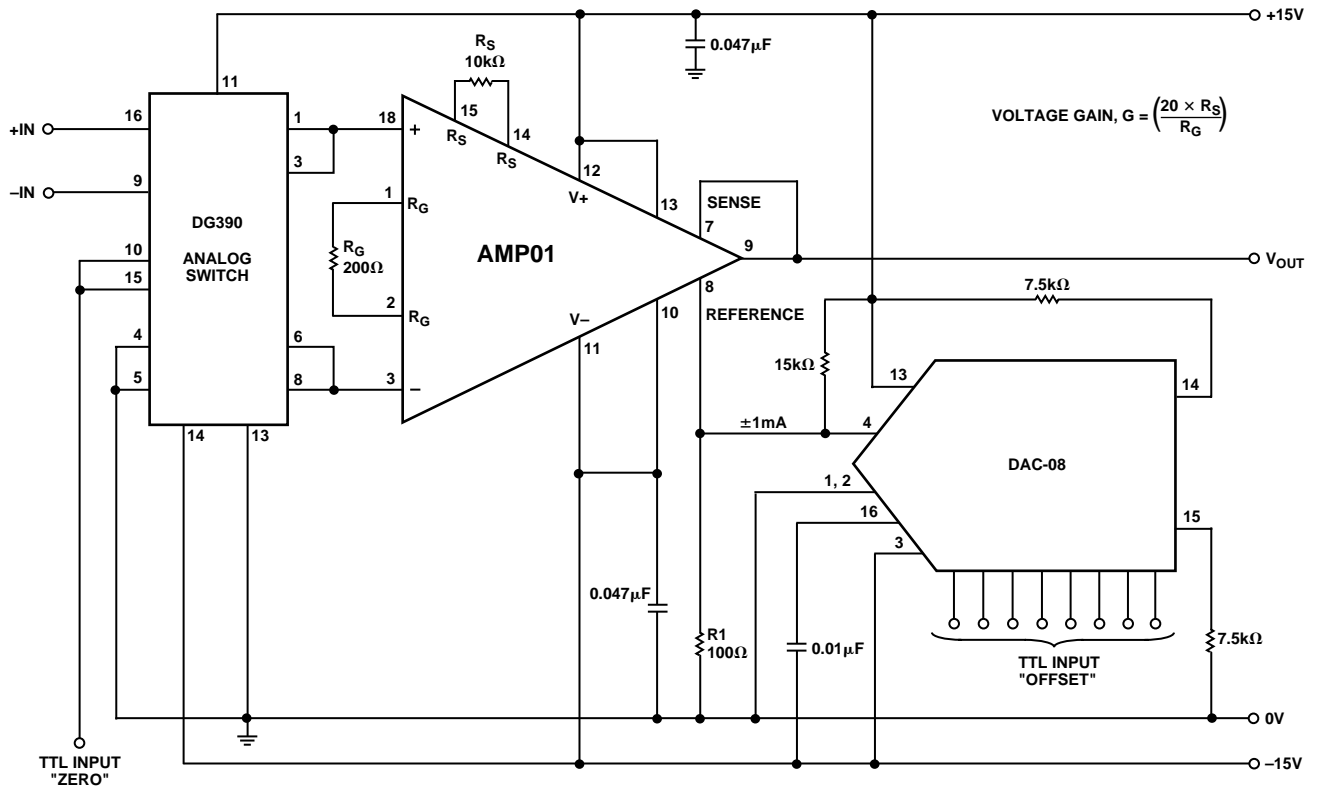 +15V
0.047µF
RS
10kΩ
11
15
14
RS
RS
VOLTAGE GAIN, G = (20 × RS / RG)
+IN
16
1
18
+
3
–IN
9
12
V+
13
1
RG
SENSE
7
DG390
ANALOG
SWITCH
RG
200Ω
AMP01
9
10
15
VOUT
8
7.5kΩ
2
RG
10
REFERENCE
V–
11
4
6
15kΩ
5
8
3
–
13
14
14
13
±1mA
4
DAC-08
1, 2
16
15
3
0.047µF
R1
100Ω
0.01µF
7.5kΩ
TTL INPUT
"OFFSET"
0V
TTL INPUT
"ZERO"
–15V